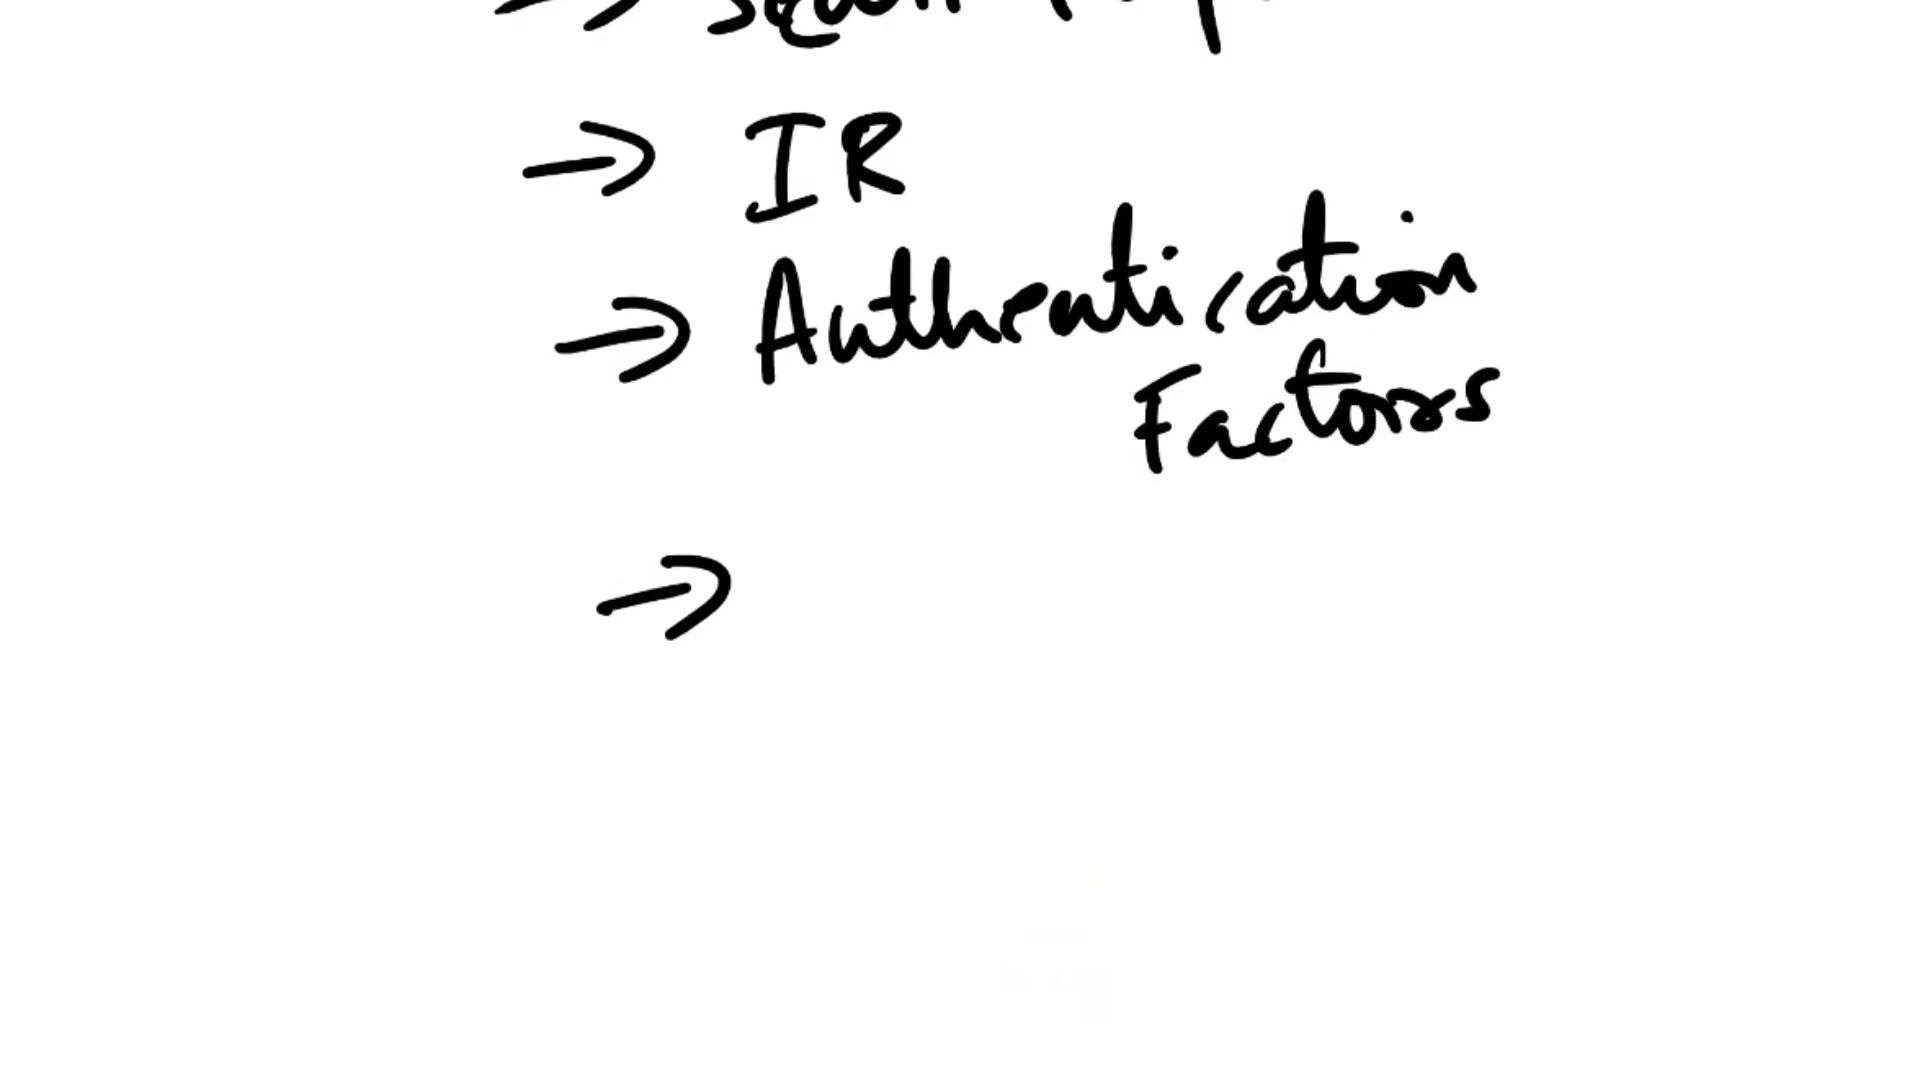 → IR
→ Authentication
Factors
→